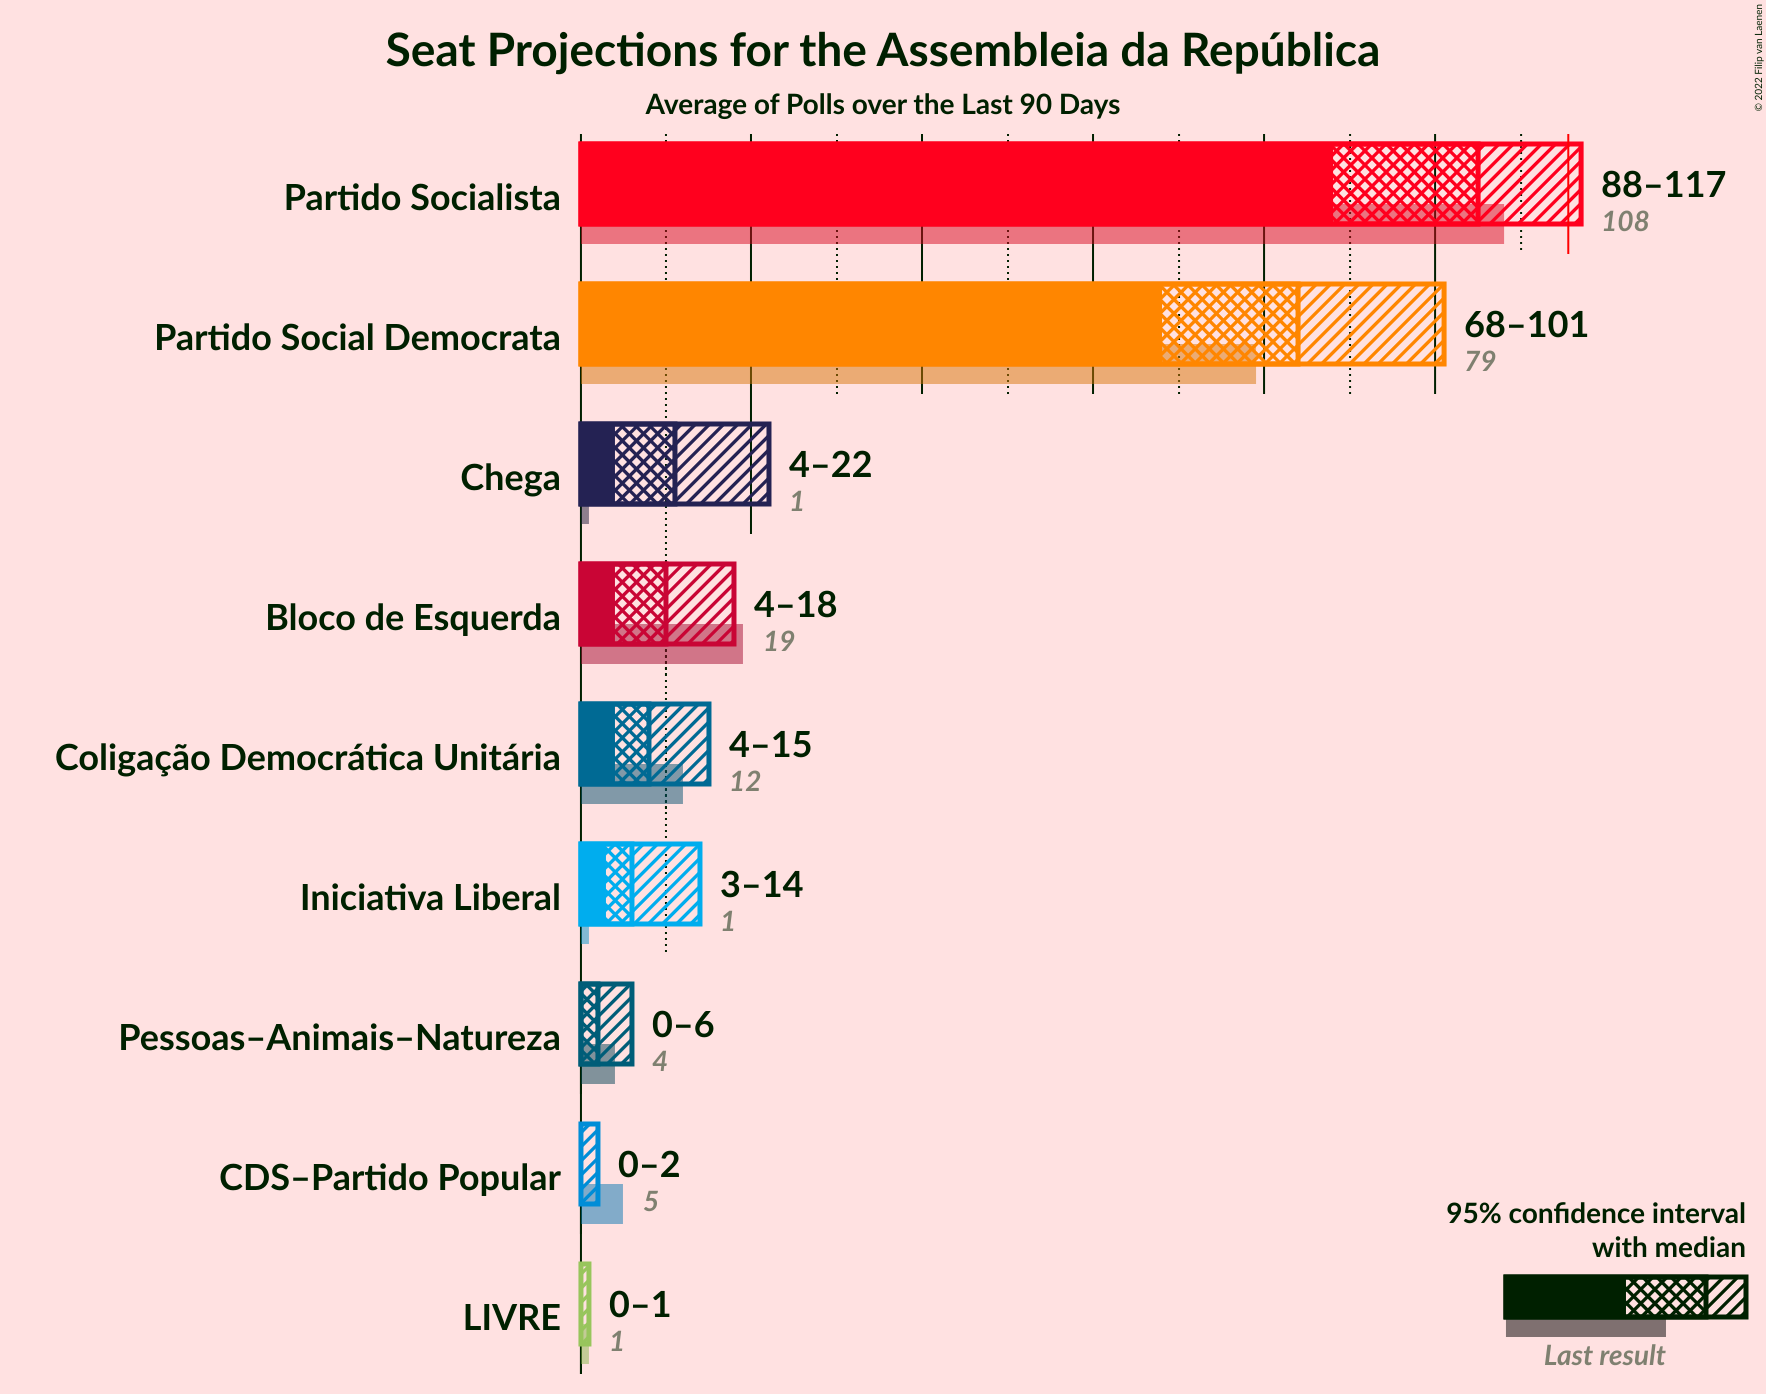 Seat Projections for the Assembleia da República
Average of Polls over the Last 90 Days
© 2022 Filip van Laenen
Partido Socialista
88–117
108
Partido Social Democrata
68–101
79
Chega
4–22
1
Bloco de Esquerda
4–18
19
Coligação Democrática Unitária
4–15
12
Iniciativa Liberal
3–14
1
Pessoas–Animais–Natureza
0–6
4
CDS–Partido Popular
0–2
5
LIVRE
0–1
1
95% confidence interval
with median
Last result